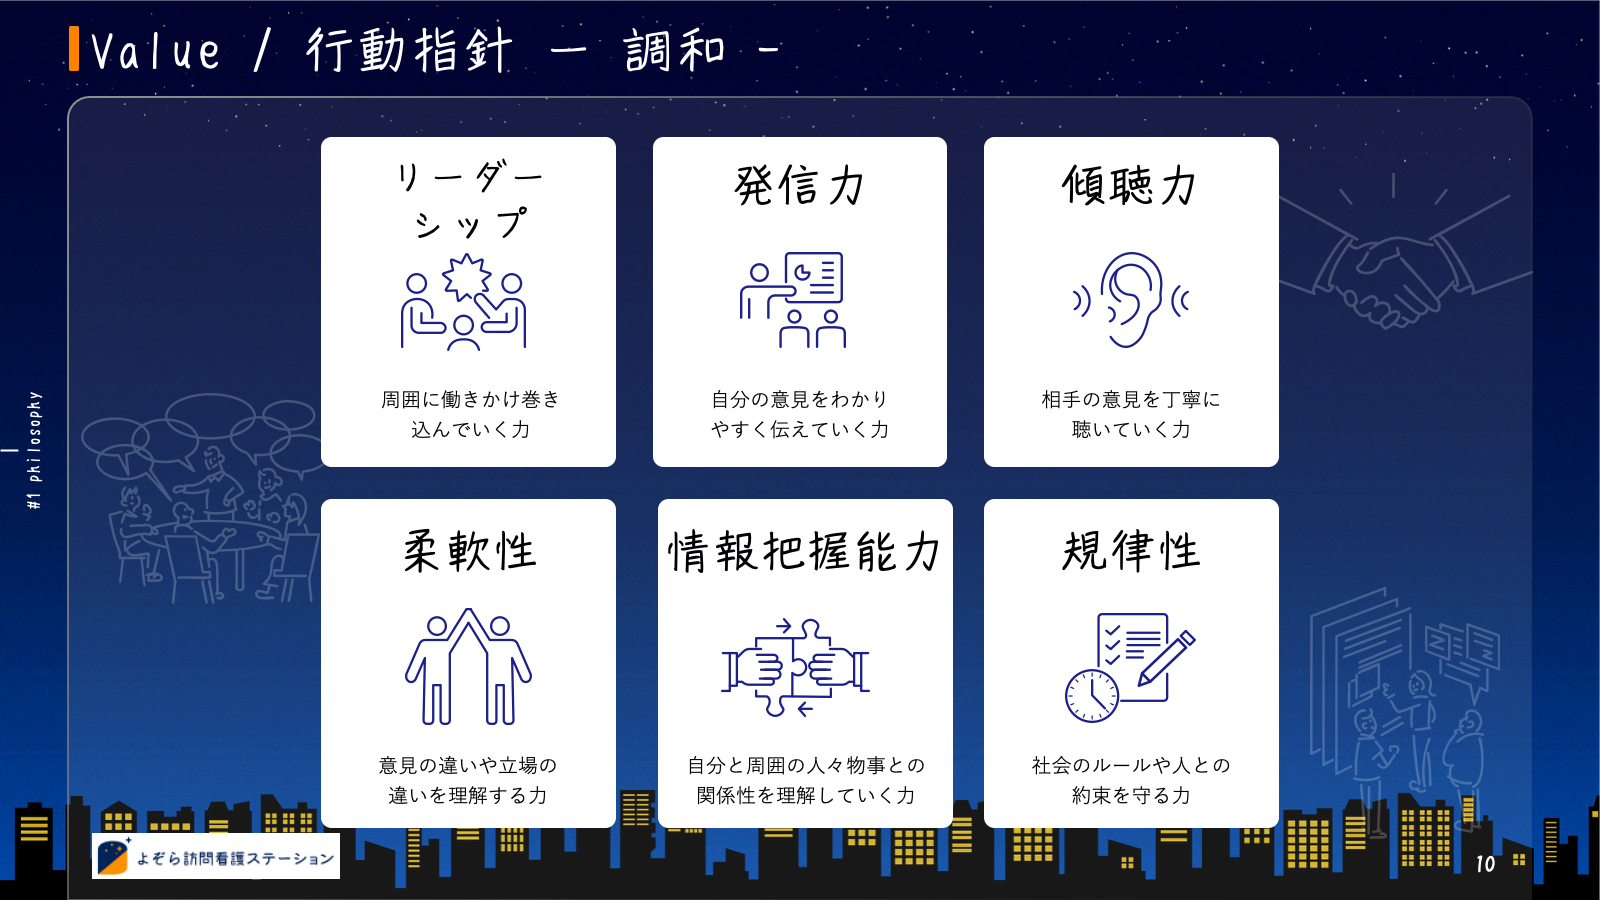 Value / 行動指針 ー 調和 -
リーダー
シップ
周囲に働きかけ巻き
込んでいく力
発信力
自分の意見をわかり
やすく伝えていく力
傾聴力
相手の意見を丁寧に
聴いていく力
柔軟性
意見の違いや立場の
違いを理解する力
情報把握能力
自分と周囲の人々物事との
関係性を理解していく力
規律性
社会のルールや人との
約束を守る力
#1 philosophy
よぞら訪問看護ステーション
10